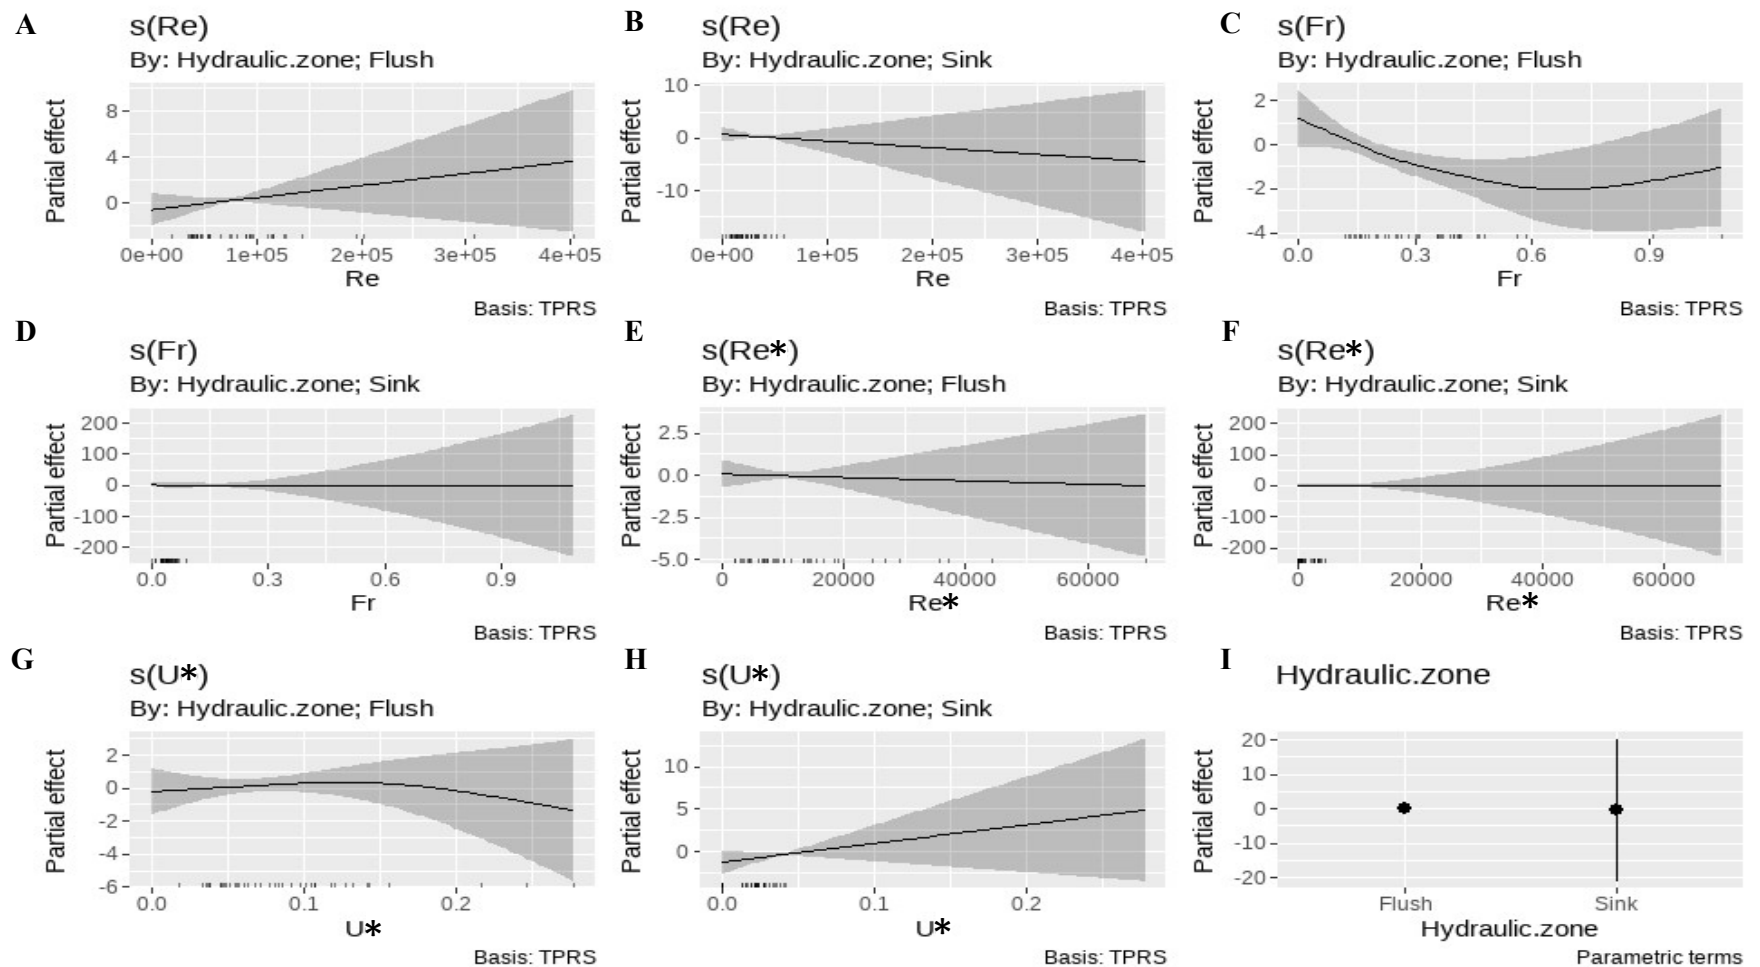 A
s(Re)
By: Hydraulic.zone; Flush
Partial effect
8
4
0
0e+00 1e+05 2e+05 3e+05 4e+05
Re
Basis: TPRS
B
s(Re)
By: Hydraulic.zone; Sink
Partial effect
10
0
-10
0e+00 1e+05 2e+05 3e+05 4e+05
Re
Basis: TPRS
C
s(Fr)
By: Hydraulic.zone; Flush
Partial effect
2
0
-2
-4
0.0 0.3 0.6 0.9
Fr
Basis: TPRS
D
s(Fr)
By: Hydraulic.zone; Sink
Partial effect
200
100
0
-100
-200
0.0 0.3 0.6 0.9
Fr
Basis: TPRS
E
s(Re*)
By: Hydraulic.zone; Flush
Partial effect
2.5
0.0
-2.5
-5.0
0 20000 40000 60000
Re*
Basis: TPRS
F
s(Re*)
By: Hydraulic.zone; Sink
Partial effect
200
100
0
-100
-200
0 20000 40000 60000
Re*
Basis: TPRS
G
s(U*)
By: Hydraulic.zone; Flush
Partial effect
2
0
-2
-4
-6
0.0 0.1 0.2
U*
Basis: TPRS
H
s(U*)
By: Hydraulic.zone; Sink
Partial effect
10
5
0
0.0 0.1 0.2
U*
Basis: TPRS
I
Hydraulic.zone
Partial effect
20
10
0
-10
-20
Flush Sink
Hydraulic.zone
Parametric terms